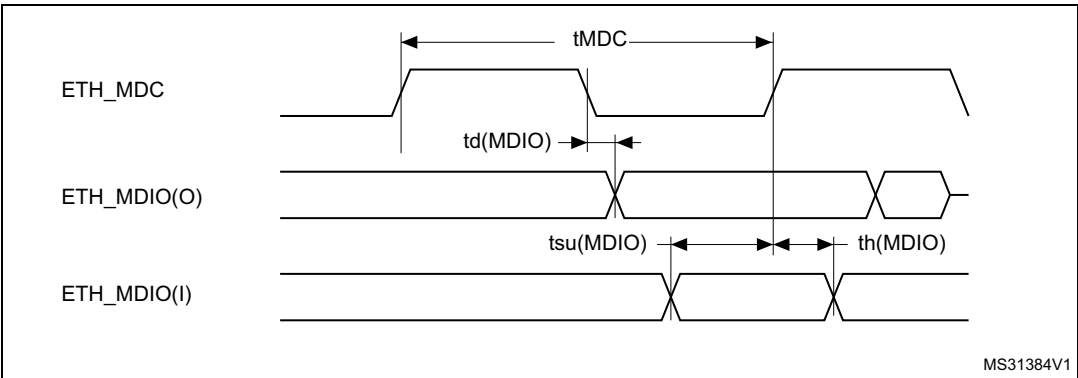 tMDC
ETH_MDC
td(MDIO)
ETH_MDIO(O)
tsu(MDIO) th(MDIO)
ETH_MDIO(I)
MS31384V1